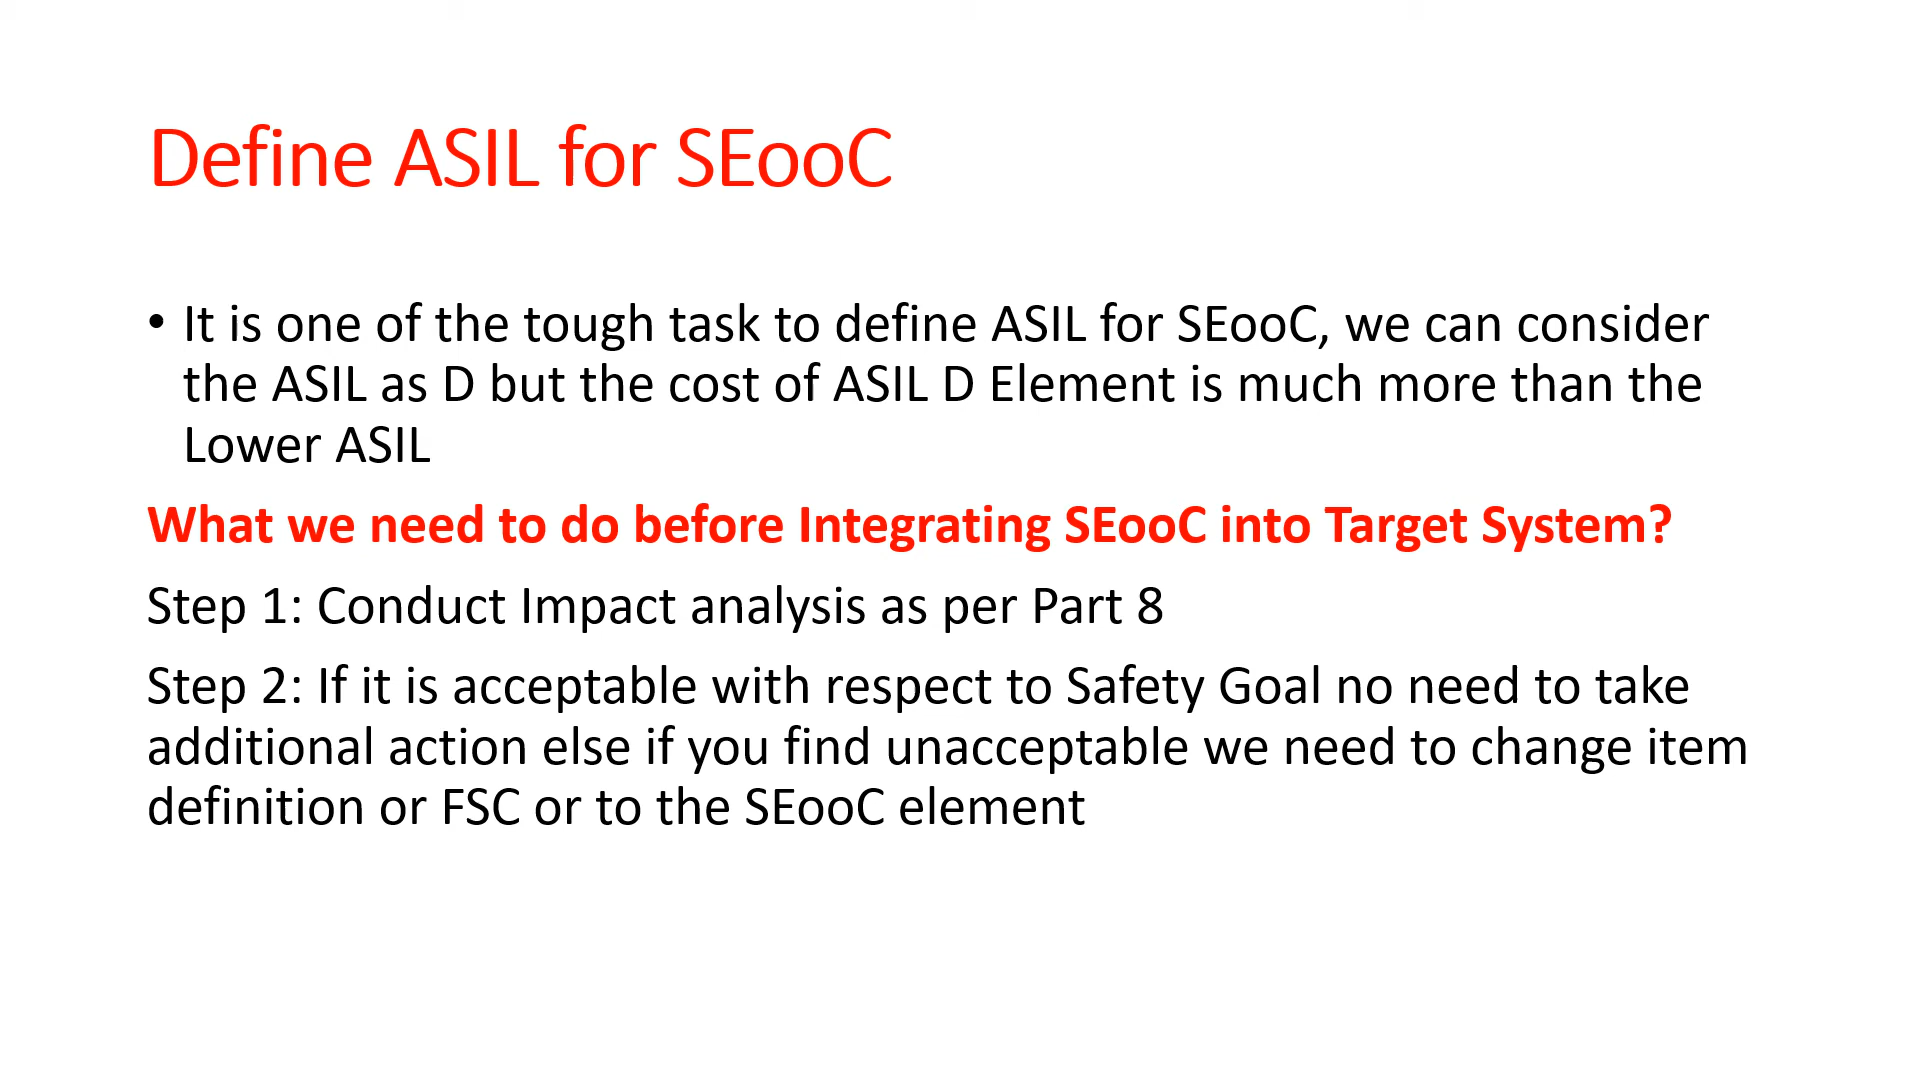 Define ASIL for SEooC
• It is one of the tough task to define ASIL for SEooC, we can consider
the ASIL as D but the cost of ASIL D Element is much more than the
Lower ASIL
What we need to do before Integrating SEooC into Target System?
Step 1: Conduct Impact analysis as per Part 8
Step 2: If it is acceptable with respect to Safety Goal no need to take
additional action else if you find unacceptable we need to change item
definition or FSC or to the SEooC element